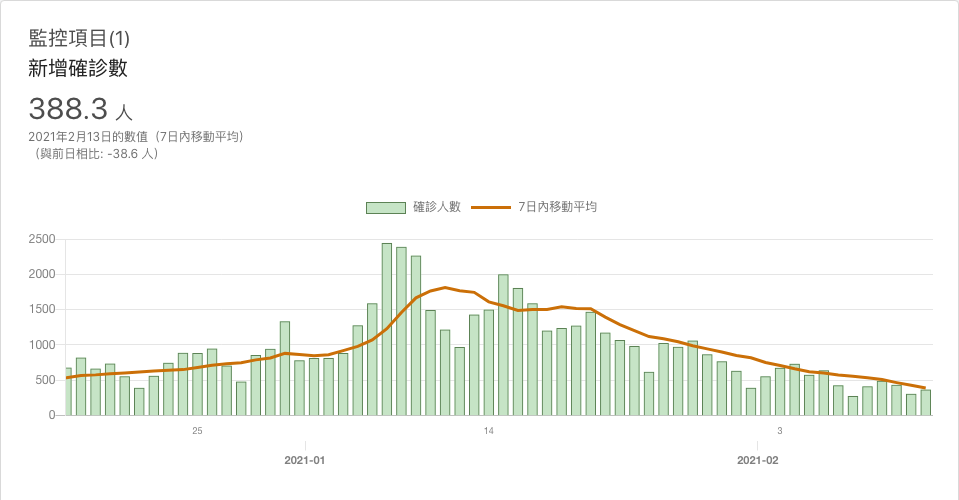 監控項目(1)
新增確診數
388.3 人
2021年2月13日的數值（7日內移動平均）
（與前日相比: -38.6 人）
確診人數 7日內移動平均
2500
2000
1500
1000
500
0
25 14 3
2021-01 2021-02